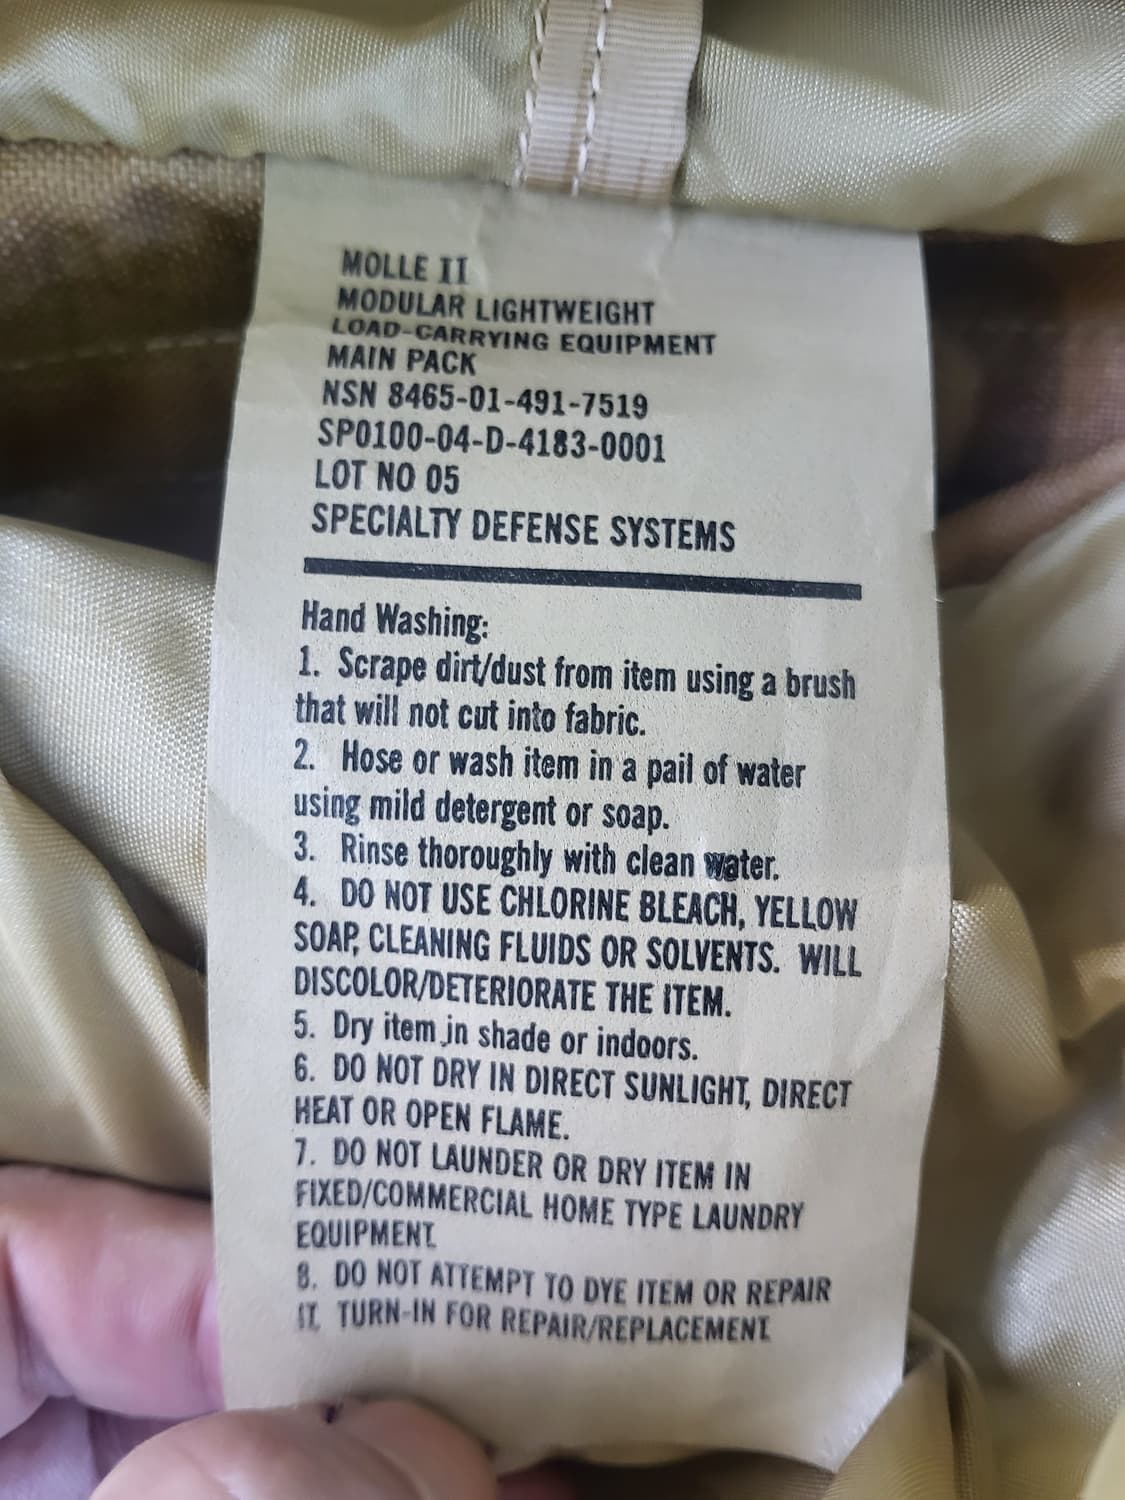 MOLLE II
MODULAR LIGHTWEIGHT
LOAD-CARRYING EQUIPMENT
MAIN PACK
NSN 8465-01-491-7519
SP0100-04-D-4183-0001
LOT NO 05
SPECIALTY DEFENSE SYSTEMS
Hand Washing:
1. Scrape dirt/dust from item using a brush
that will not cut into fabric.
2. Hose or wash item in a pail of water
using mild detergent or soap.
3. Rinse thoroughly with clean water.
4. DO NOT USE CHLORINE BLEACH, YELLOW
SOAP, CLEANING FLUIDS OR SOLVENTS. WILL
DISCOLOR/DETERIORATE THE ITEM.
5. Dry item in shade or indoors.
6. DO NOT DRY IN DIRECT SUNLIGHT, DIRECT
HEAT OR OPEN FLAME.
7. DO NOT LAUNDER OR DRY ITEM IN
FIXED/COMMERCIAL HOME TYPE LAUNDRY
EQUIPMENT.
8. DO NOT ATTEMPT TO DYE ITEM OR REPAIR
IT. TURN-IN FOR REPAIR/REPLACEMENT.